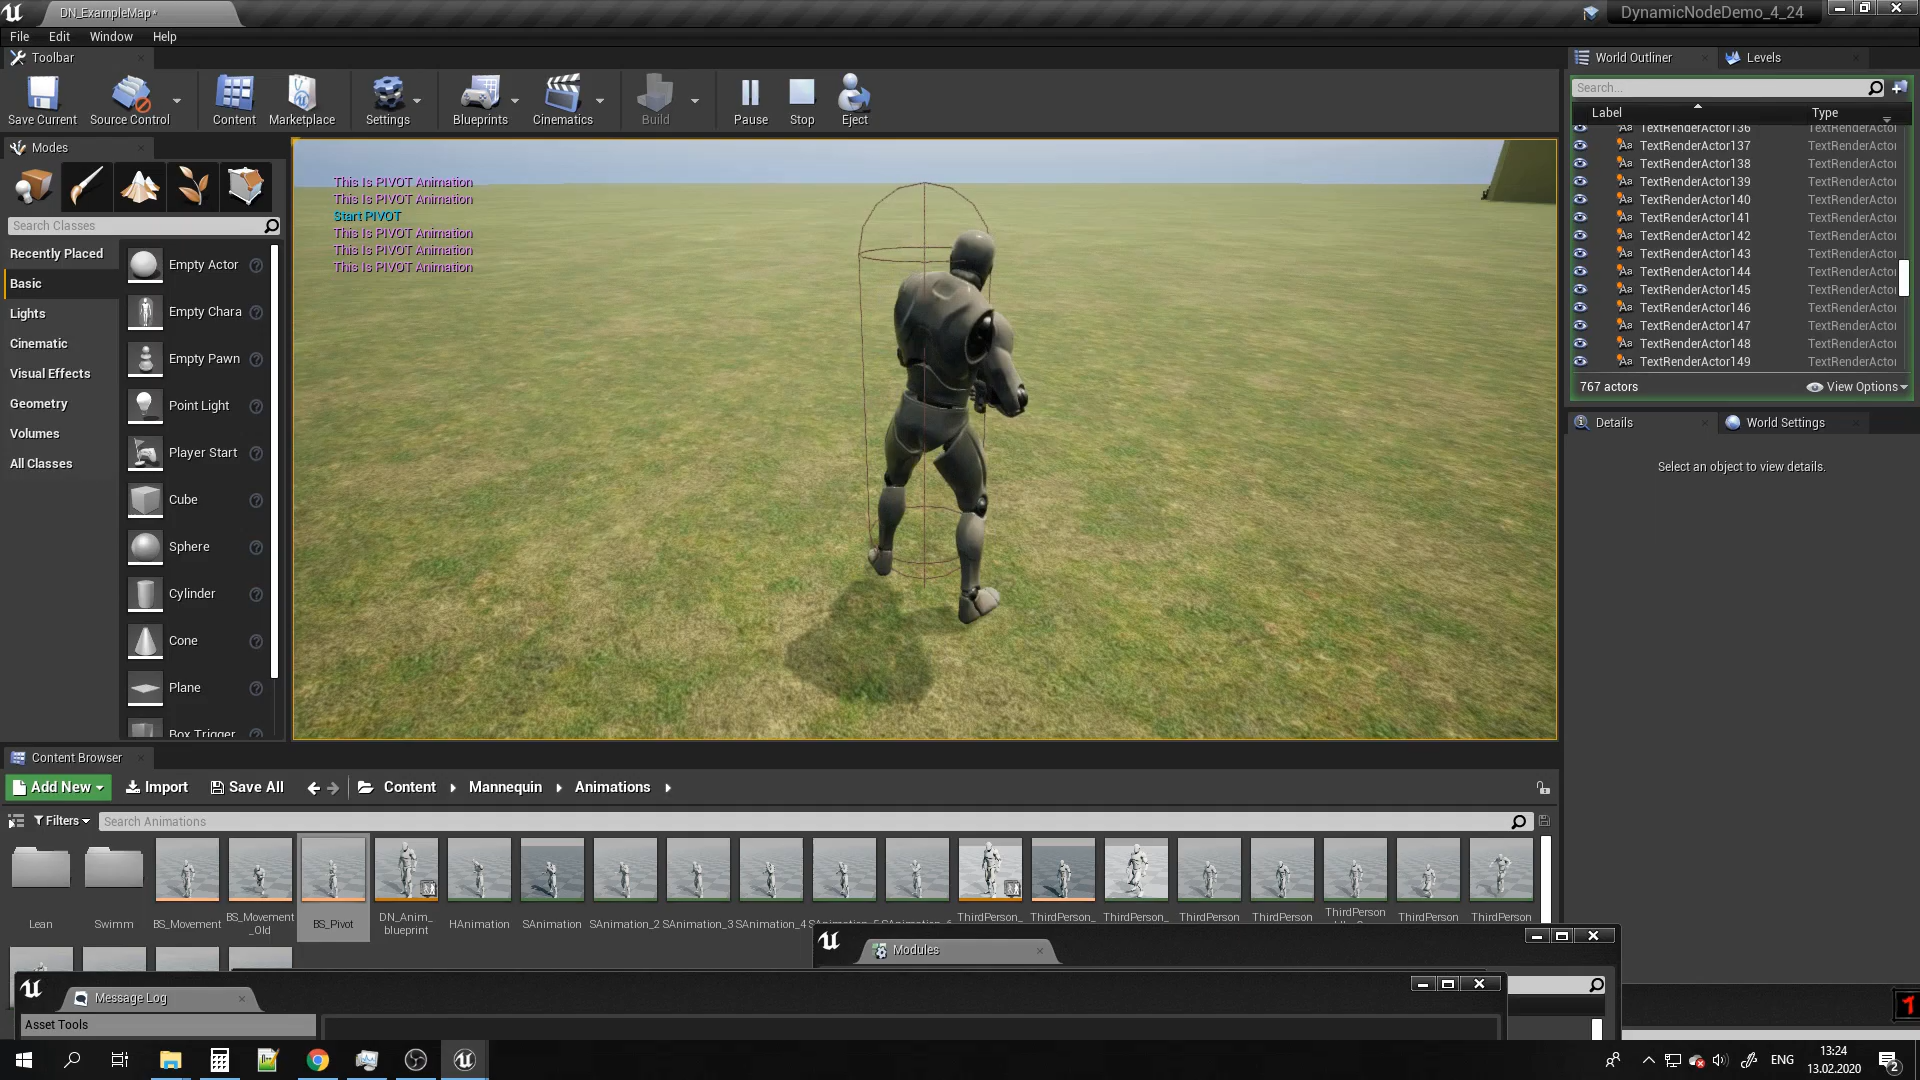 DN_ExampleMap*
DynamicNodeDemo_4_24
File Edit Window Help
Toolbar
Save Current
Source Control
Content
Marketplace
Settings
Blueprints
Cinematics
Build
Pause
Stop
Eject
Modes
Search Classes
Recently Placed
Basic
Lights
Cinematic
Visual Effects
Geometry
Volumes
All Classes
Empty Actor
Empty Chara
Empty Pawn
Point Light
Player Start
Cube
Sphere
Cylinder
Cone
Plane
Box Trigger
This Is PIVOT Animation
This Is PIVOT Animation
Start PIVOT
This Is PIVOT Animation
This Is PIVOT Animation
This Is PIVOT Animation
World Outliner
Levels
Search...
Label Type
TextRenderActor136 TextRenderActor
TextRenderActor137 TextRenderActor
TextRenderActor138 TextRenderActor
TextRenderActor139 TextRenderActor
TextRenderActor140 TextRenderActor
TextRenderActor141 TextRenderActor
TextRenderActor142 TextRenderActor
TextRenderActor143 TextRenderActor
TextRenderActor144 TextRenderActor
TextRenderActor145 TextRenderActor
TextRenderActor146 TextRenderActor
TextRenderActor147 TextRenderActor
TextRenderActor148 TextRenderActor
TextRenderActor149 TextRenderActor
767 actors
View Options
Details
World Settings
Select an object to view details.
Content Browser
Add New
Import
Save All
Content
Mannequin
Animations
Filters
Search Animations
Lean
Swimm
BS_Movement
BS_Movement
_Old
BS_Pivot
DN_Anim_
blueprint
HAnimation
SAnimation
SAnimation_2
SAnimation_3
SAnimation_4
ThirdPerson_
ThirdPerson_
ThirdPerson_
ThirdPerson
ThirdPerson
ThirdPerson
ThirdPerson
ThirdPerson
Modules
Message Log
Asset Tools
ENG
13:24
13.02.2020
2